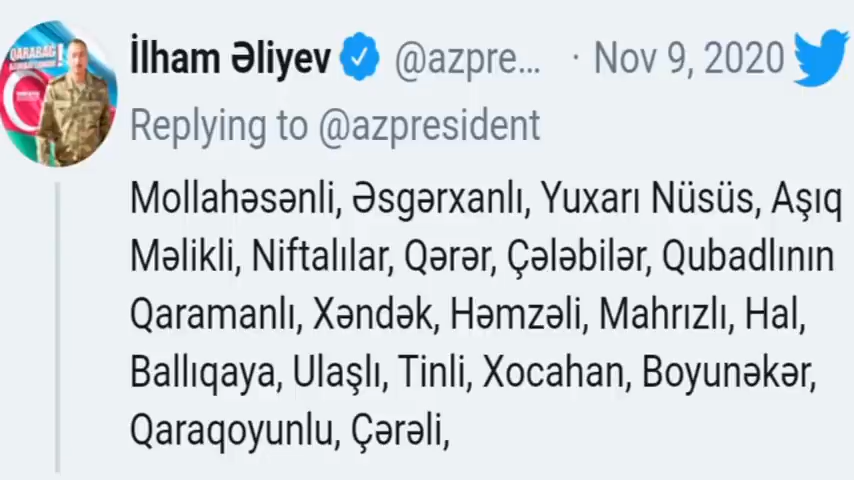 QARABAĞ
İlham Əliyev @azpre... · Nov 9, 2020
Replying to @azpresident
Mollahəsənli, Əsgərxanlı, Yuxarı Nüsüs, Aşıq
Məlikli, Niftalılar, Qərər, Çələbilər, Qubadlının
Qaramanlı, Xəndək, Həmzəli, Mahrızlı, Hal,
Ballıqaya, Ulaşlı, Tinli, Xocahan, Boyunəkər,
Qaraqoyunlu, Çərəli,